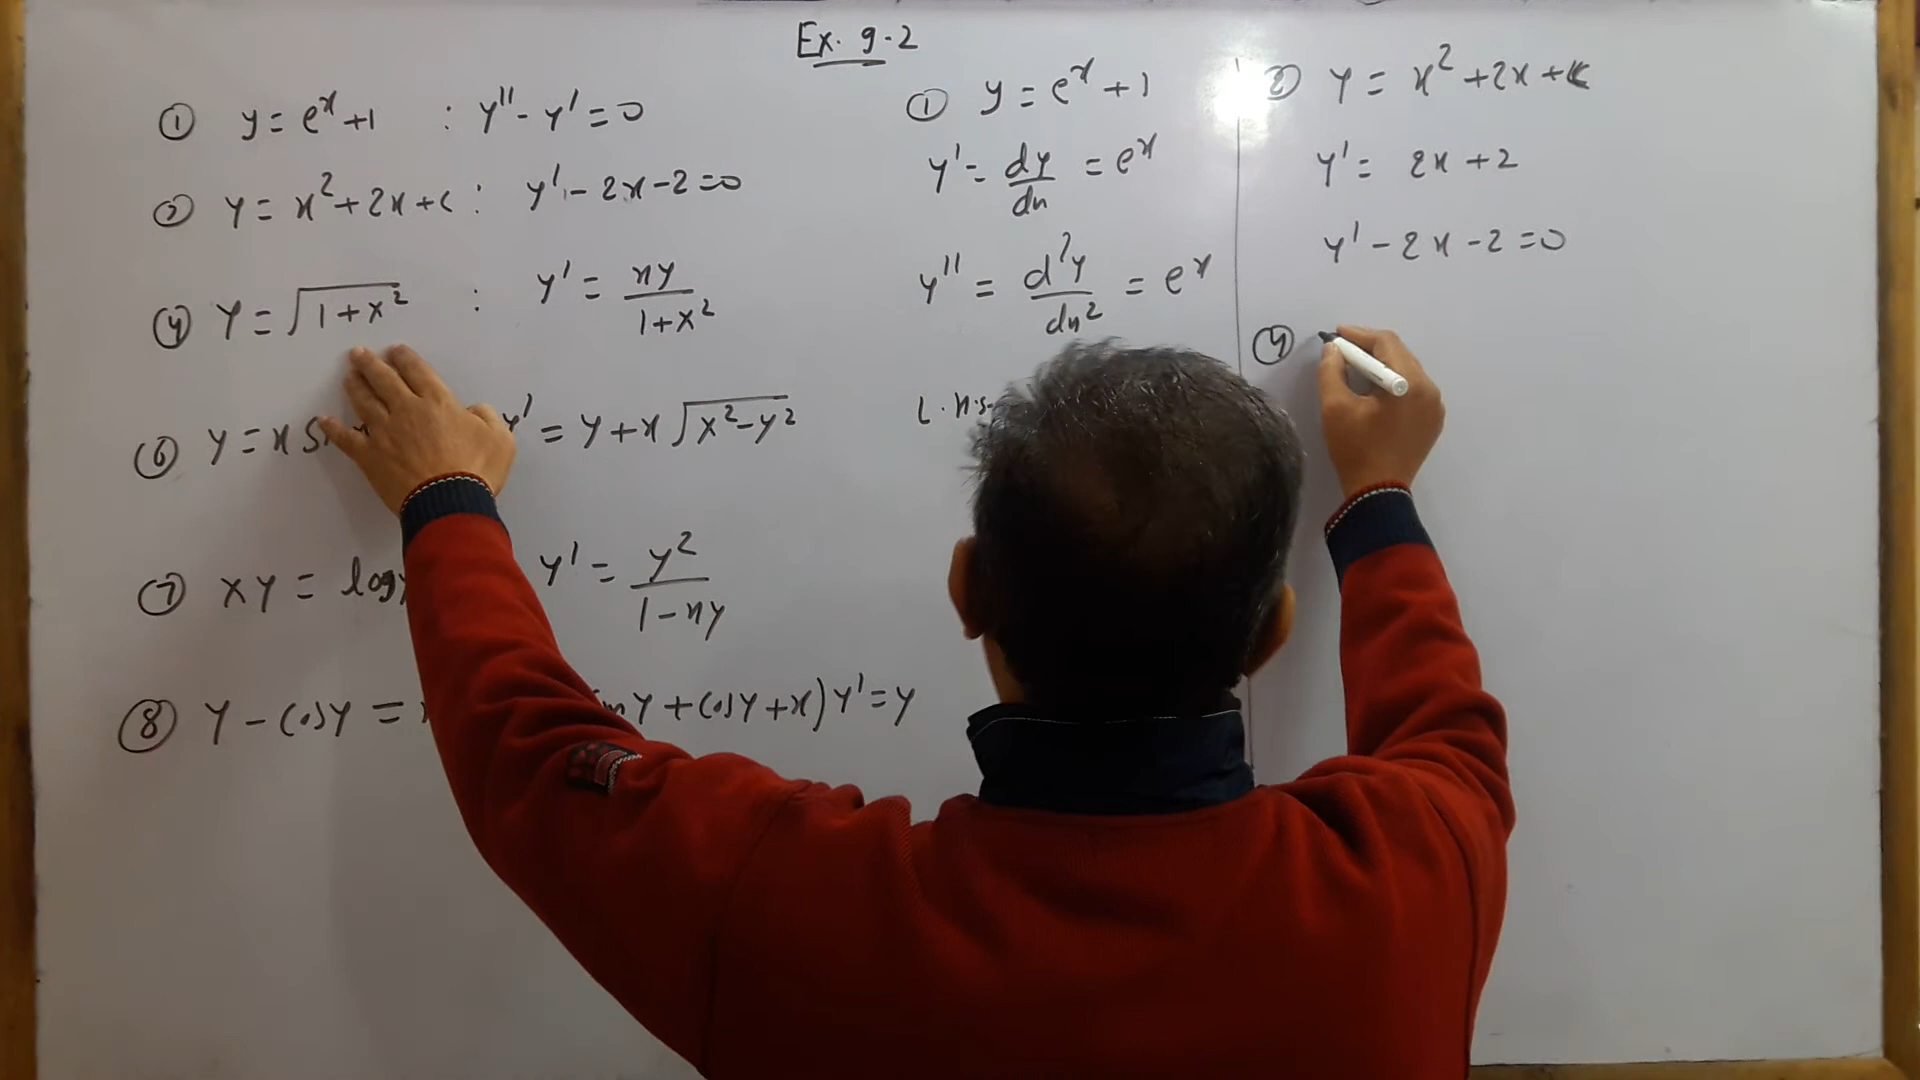 Ex. 9.2
① y = e^x + 1 : y'' - y' = 0
② y = x² + 2x + c : y' - 2x - 2 = 0
④ y = √(1 + x²) : y' = xy/(1 + x²)
⑥ y = x y' = y + x √(x² - y²)
⑦ xy = log y' = y²/(1 - xy)
⑧ y - cos y = y + cos y + x) y' = y
① y = e^x + 1
y' = dy/dx = e^x
y'' = d²y/dx² = e^x
L.H.S
② y = x² + 2x + c
y' = 2x + 2
y' - 2x - 2 = 0
④